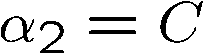 α₂ = C